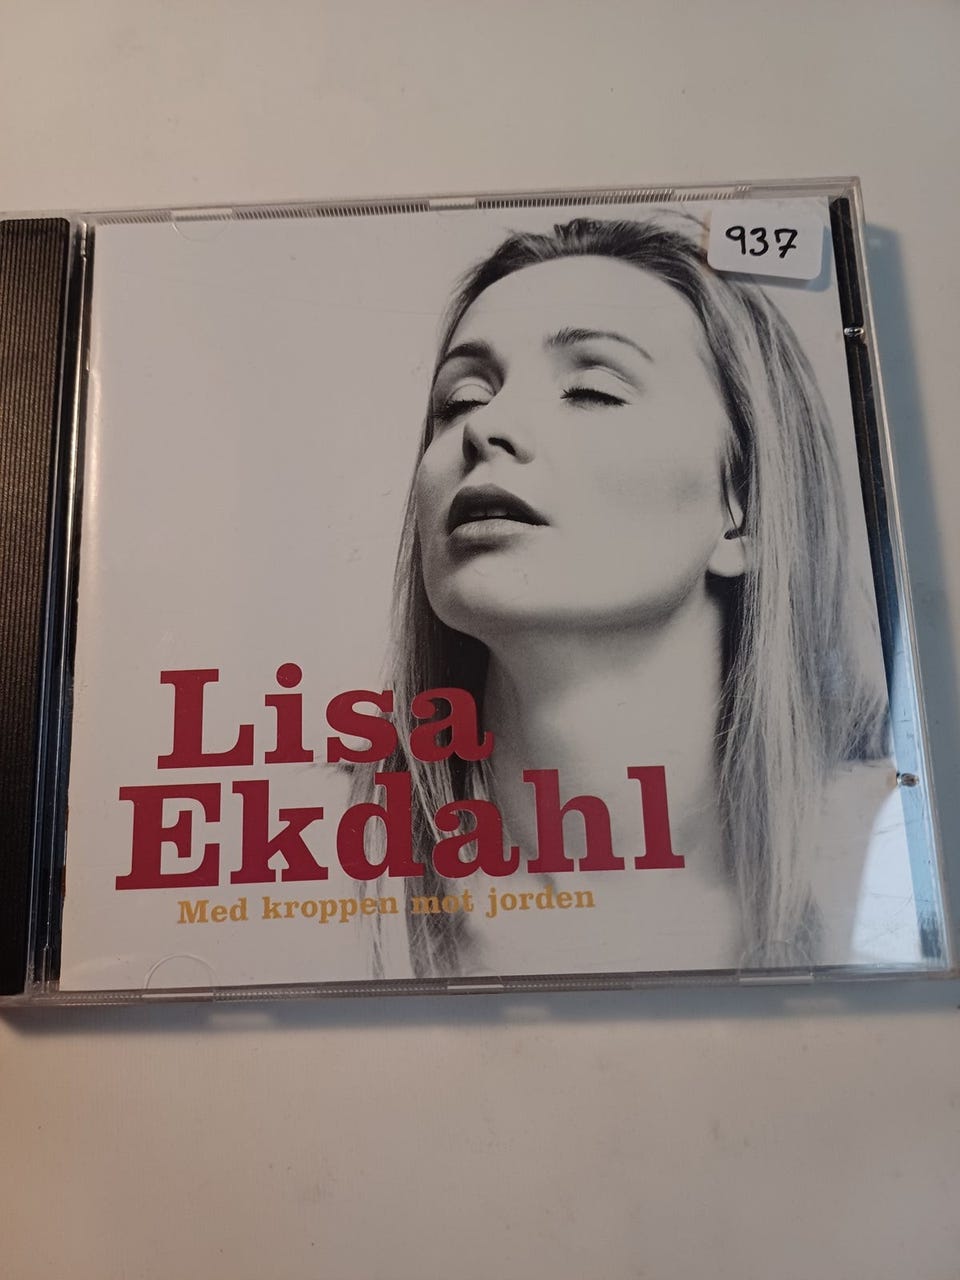 937
Lisa
Ekdahl
Med kroppen mot jorden